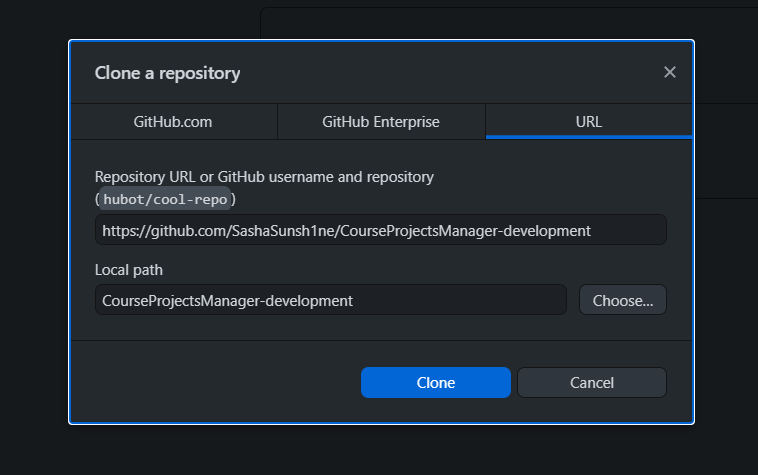 Clone a repository
GitHub.com
GitHub Enterprise
URL
Repository URL or GitHub username and repository
(hubot/cool-repo)
https://github.com/SashaSunsh1ne/CourseProjectsManager-development
Local path
CourseProjectsManager-development
Choose...
Clone
Cancel